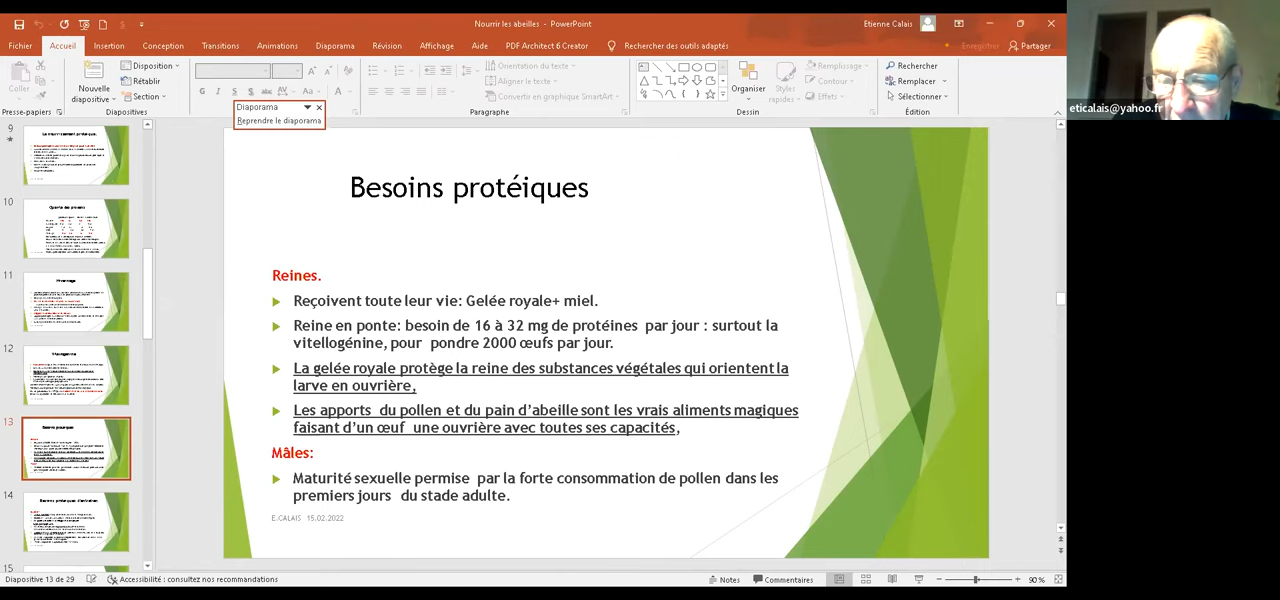 Nourrir les abeilles - PowerPoint
Etienne Calais
Fichier Accueil Insertion Conception Transitions Animations Diaporama Révision Affichage Aide PDF Architect 6 Creator Rechercher des outils adaptés Enregistrer Partager
Coller
Nouvelle diapositive
Disposition
Rétablir
Section
G I S S abc AV Aa A
Orientation du texte
Aligner le texte
Convertir en graphique SmartArt
Organiser
Styles rapides
Remplissage
Contour
Effets
Rechercher
Remplacer
Sélectionner
Presse-papiers Diapositives Paragraphe Dessin Édition
Diaporama
Reprendre le diaporama
eticalais@yahoo.fr
9
10
11
12
13
14
15
Besoins protéiques
Reines.
Reçoivent toute leur vie: Gelée royale+ miel.
Reine en ponte: besoin de 16 à 32 mg de protéines par jour : surtout la
vitellogénine, pour pondre 2000 œufs par jour.
La gelée royale protège la reine des substances végétales qui orientent la
larve en ouvrière,
Les apports du pollen et du pain d'abeille sont les vrais aliments magiques
faisant d'un œuf une ouvrière avec toutes ses capacités,
Mâles:
Maturité sexuelle permise par la forte consommation de pollen dans les
premiers jours du stade adulte.
E.CALAIS 15.02.2022
Diapositive 13 de 29 Accessibilité : consultez nos recommandations Notes Commentaires 90 %